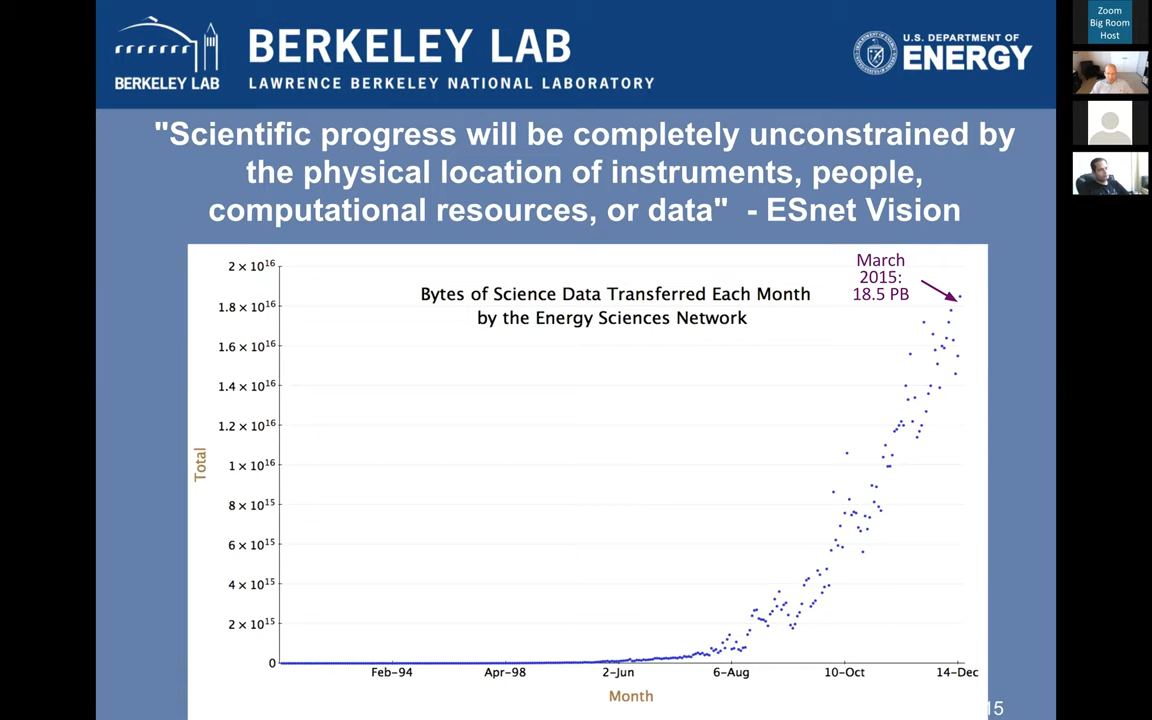 BERKELEY LAB
BERKELEY LAB
LAWRENCE BERKELEY NATIONAL LABORATORY
U.S. DEPARTMENT OF
ENERGY
Zoom
Big Room
Host
"Scientific progress will be completely unconstrained by
the physical location of instruments, people,
computational resources, or data" - ESnet Vision
Bytes of Science Data Transferred Each Month
by the Energy Sciences Network
March
2015:
18.5 PB
Total
2 × 10¹⁶
1.8 × 10¹⁶
1.6 × 10¹⁶
1.4 × 10¹⁶
1.2 × 10¹⁶
1 × 10¹⁶
8 × 10¹⁵
6 × 10¹⁵
4 × 10¹⁵
2 × 10¹⁵
0
Feb-94 Apr-98 2-Jun 6-Aug 10-Oct 14-Dec
Month
15